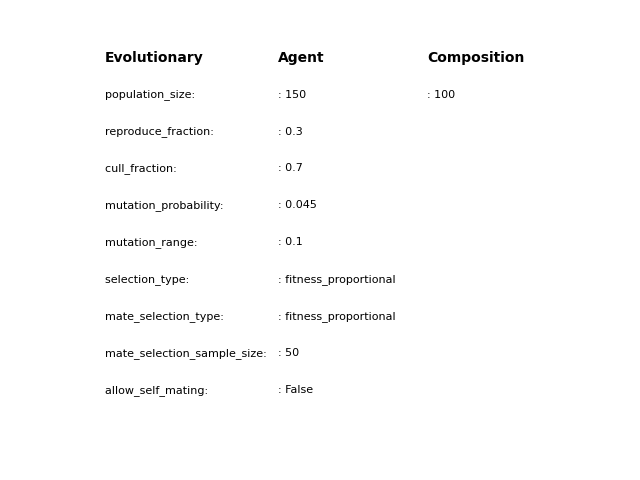 Evolutionary Agent Composition
population_size: : 150 : 100
reproduce_fraction: : 0.3
cull_fraction: : 0.7
mutation_probability: : 0.045
mutation_range: : 0.1
selection_type: : fitness_proportional
mate_selection_type: : fitness_proportional
mate_selection_sample_size: : 50
allow_self_mating: : False